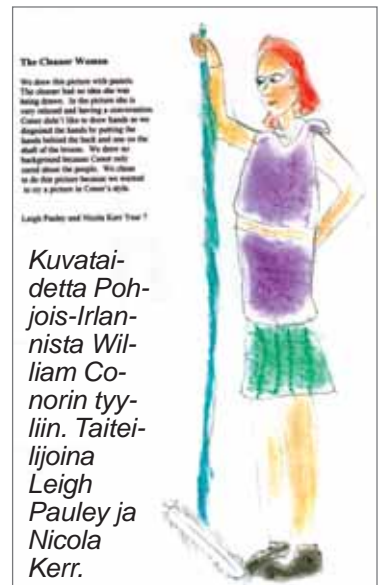 The Cleaner Woman
We drew this picture with pastels.
The cleaner had no idea she was
being drawn. In the picture she is
very relaxed and having a conversation.
Conor didn't like to draw hands so we
disguised the hands by putting the
hands behind the back and one on the
shaft of the broom. We drew no
background because Conor only
cared about the people. We chose
to do this picture because we wanted
to try a picture in Conor's style.
Leigh Pauley and Nicola Kerr Year 7
Kuvatai-
detta Poh-
jois-Irlan-
nista Wil-
liam Co-
norin tyy-
liin. Taitei-
lijoina
Leigh
Pauley ja
Nicola
Kerr.